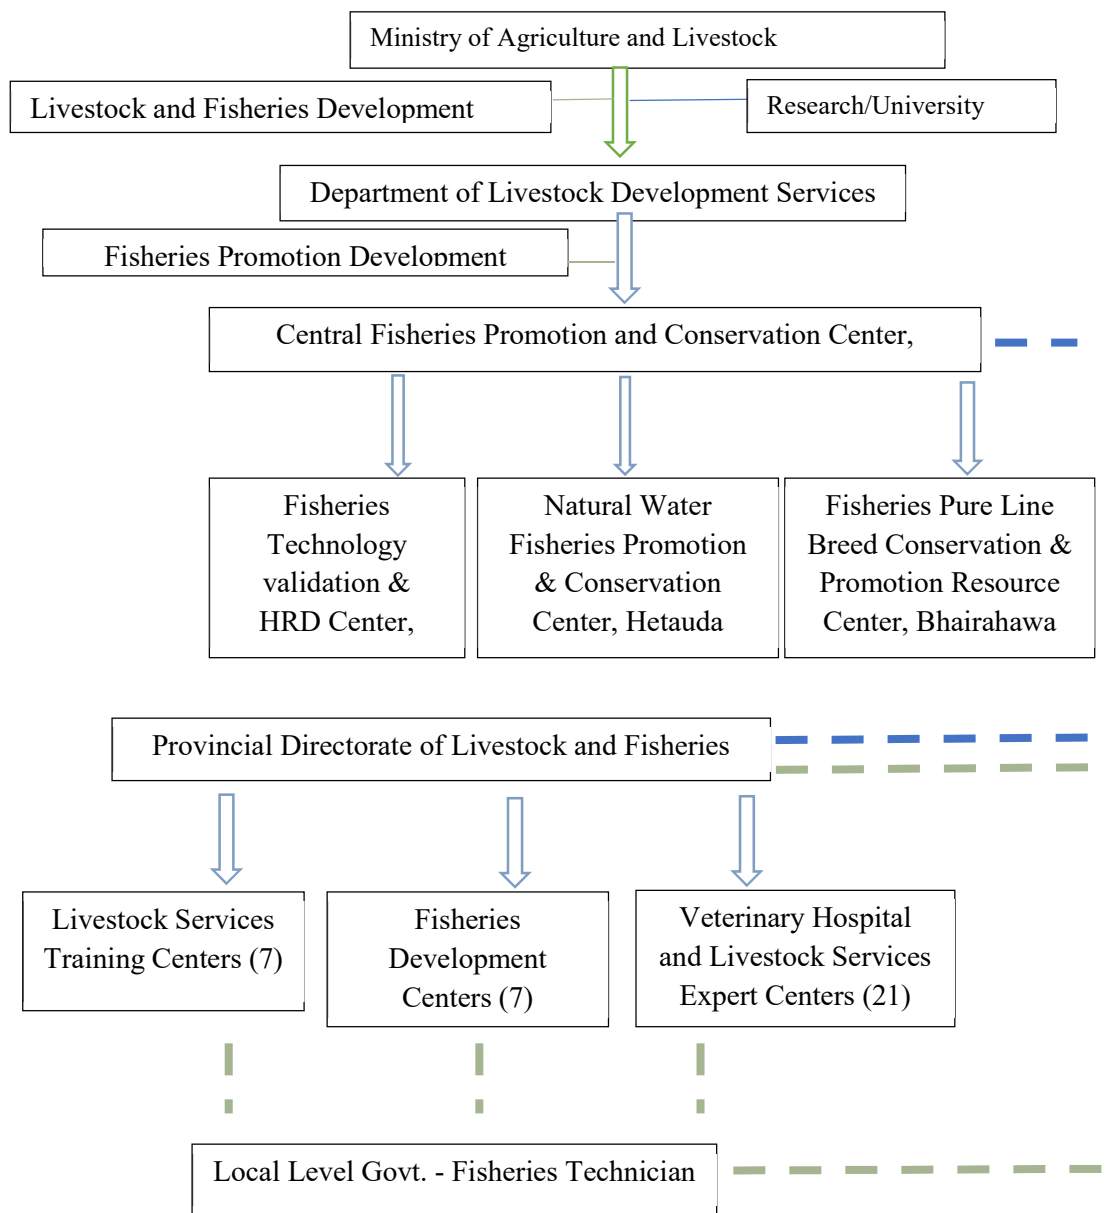 Ministry of Agriculture and Livestock
Livestock and Fisheries Development
Research/University
Department of Livestock Development Services
Fisheries Promotion Development
Central Fisheries Promotion and Conservation Center,
Fisheries
Technology
validation &
HRD Center,
Natural Water
Fisheries Promotion
& Conservation
Center, Hetauda
Fisheries Pure Line
Breed Conservation &
Promotion Resource
Center, Bhairahawa
Provincial Directorate of Livestock and Fisheries
Livestock Services
Training Centers (7)
Fisheries
Development
Centers (7)
Veterinary Hospital
and Livestock Services
Expert Centers (21)
Local Level Govt. - Fisheries Technician